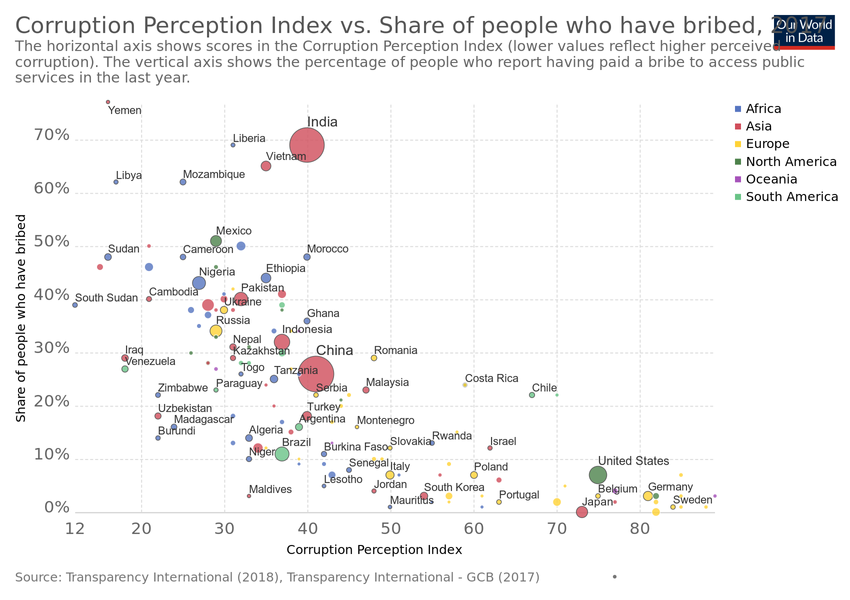 Corruption Perception Index vs. Share of people who have bribed, 2017
Our World
in Data
The horizontal axis shows scores in the Corruption Perception Index (lower values reflect higher perceived
corruption). The vertical axis shows the percentage of people who report having paid a bribe to access public
services in the last year.
Africa
Asia
Europe
North America
Oceania
South America
Share of people who have bribed
70%
60%
50%
40%
30%
20%
10%
0%
Yemen
India
Liberia
Vietnam
Libya
Mozambique
Mexico
Sudan
Cameroon
Morocco
Nigeria
Ethiopia
South Sudan
Cambodia
Pakistan
Ukraine
Ghana
Russia
Indonesia
Nepal
Iraq
Kazakhstan
China
Romania
Venezuela
Togo
Tanzania
Zimbabwe
Paraguay
Serbia
Malaysia
Costa Rica
Chile
Uzbekistan
Turkey
Madagascar
Argentina
Montenegro
Burundi
Algeria
Brazil
Burkina Faso
Slovakia
Rwanda
Israel
Niger
Senegal
Italy
Poland
United States
Maldives
Lesotho
Jordan
South Korea
Belgium
Germany
Mauritius
Portugal
Japan
Sweden
12 20 30 40 50 60 70 80
Corruption Perception Index
Source: Transparency International (2018), Transparency International - GCB (2017)